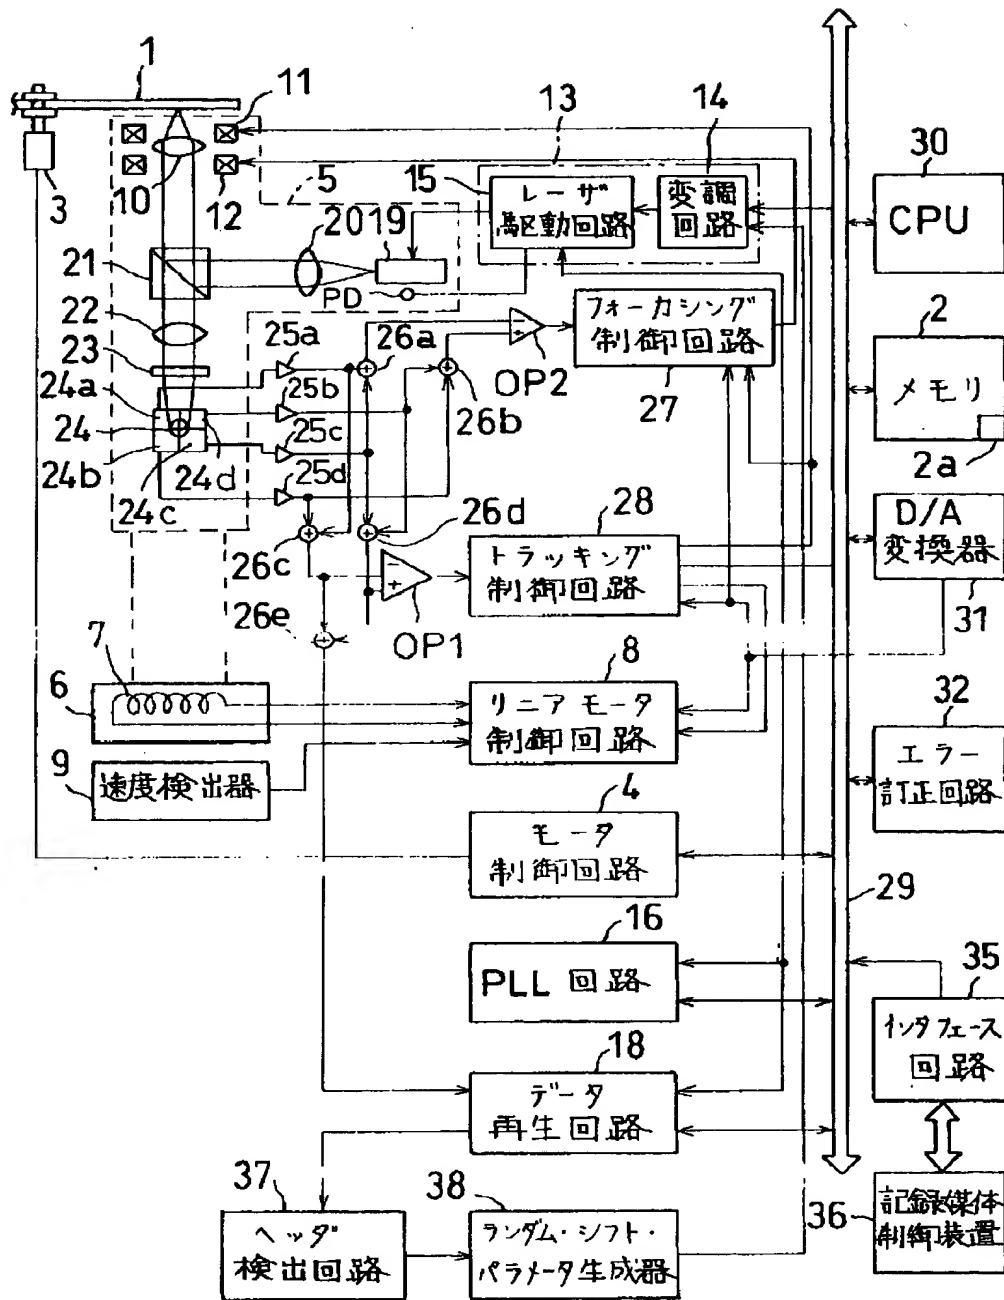 1
11
13
14
30
3
10
12
5
15
レーザ
駆動回路
変調
回路
CPU
20
19
21
PD
22
フォーカシング
制御回路
2
25a
26a
23
OP2
メモリ
24a
25b
27
24
26b
2a
25c
24b
24d
25d
24c
26d
28
D/A
変換器
26c
トラッキング
制御回路
31
26e
OP1
7
8
6
リニアモータ
制御回路
32
9
速度検出器
エラー
訂正回路
4
モータ
制御回路
29
16
35
PLL回路
インタフェース
回路
18
データ
再生回路
37
38
36
記録媒体
制御装置
ヘッダ
検出回路
ランダム・シフト・
パラメータ生成器